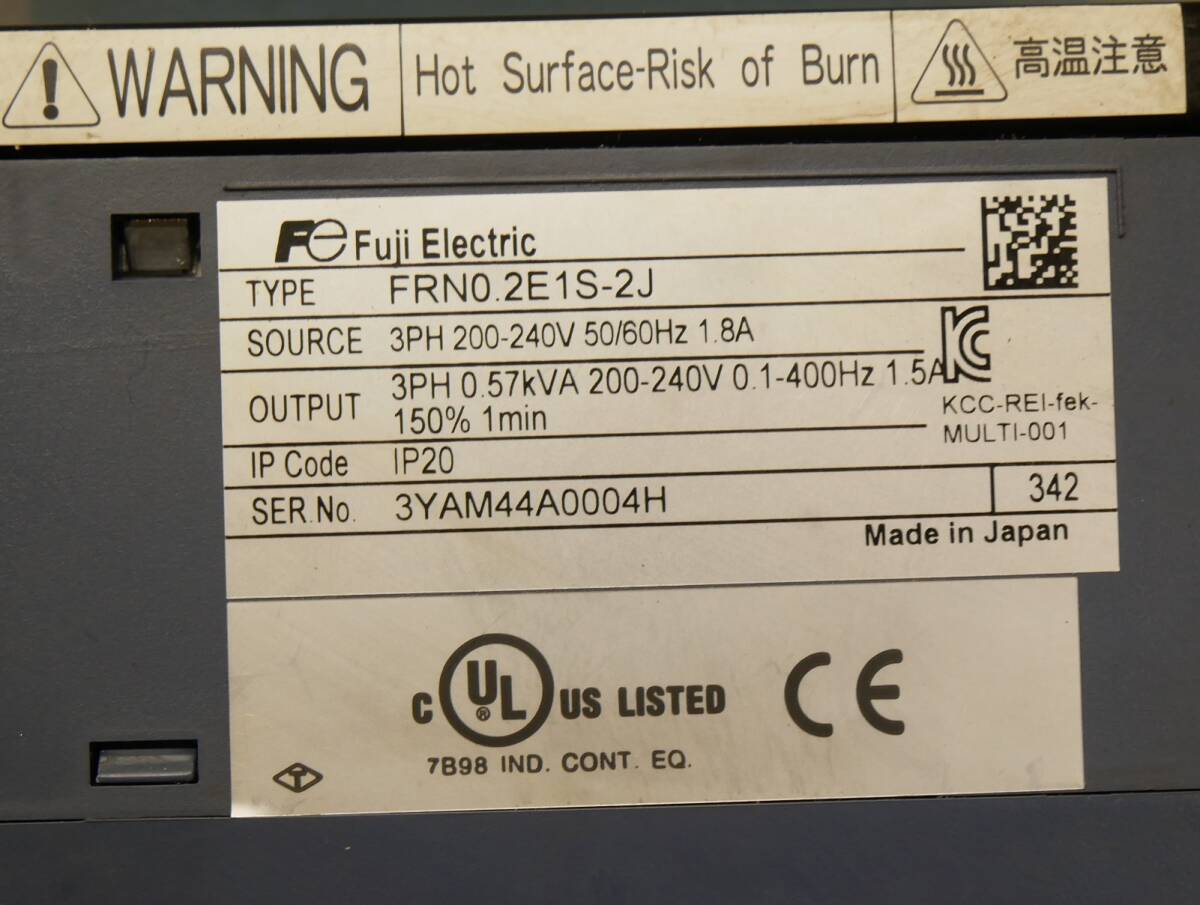 WARNING
Hot Surface-Risk of Burn
高温注意
Fe Fuji Electric
TYPE FRN0.2E1S-2J
SOURCE 3PH 200-240V 50/60Hz 1.8A
OUTPUT 3PH 0.57kVA 200-240V 0.1-400Hz 1.5A
150% 1min
KCC-REI-fek-
MULTI-001
IP Code IP20
SER.No. 3YAM44A0004H 342
Made in Japan
C UL ® US LISTED CE
7B98 IND. CONT. EQ.
T